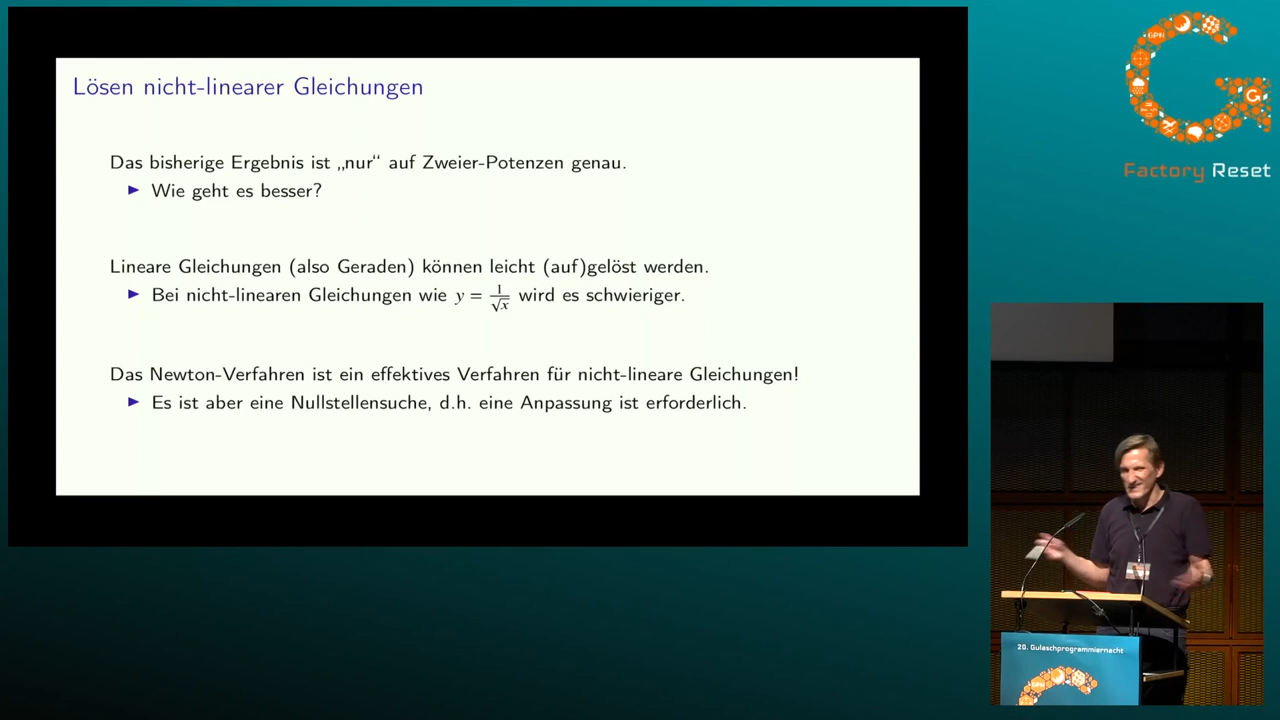 Lösen nicht-linearer Gleichungen
Das bisherige Ergebnis ist „nur“ auf Zweier-Potenzen genau.
▶ Wie geht es besser?
Lineare Gleichungen (also Geraden) können leicht (auf)gelöst werden.
▶ Bei nicht-linearen Gleichungen wie y = 1/√x wird es schwieriger.
Das Newton-Verfahren ist ein effektives Verfahren für nicht-lineare Gleichungen!
▶ Es ist aber eine Nullstellensuche, d.h. eine Anpassung ist erforderlich.
GPN
G
Factory Reset
20. Gulaschprogrammiernacht